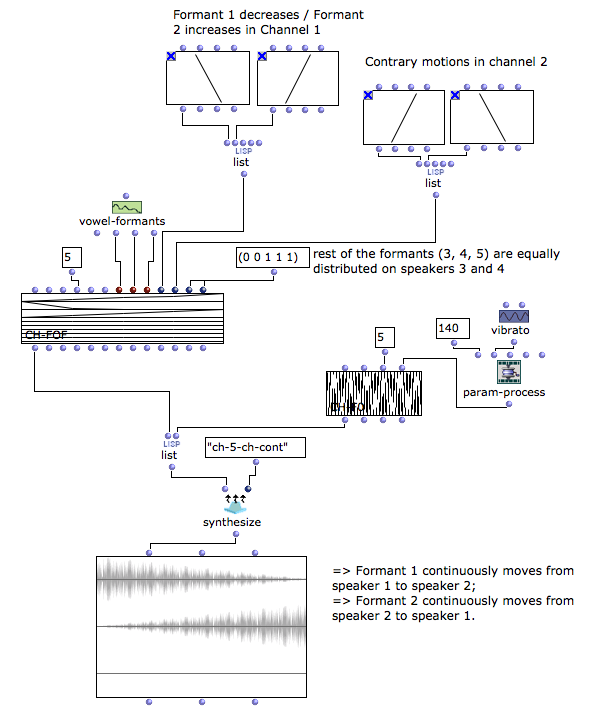 Formant 1 decreases / Formant
2 increases in Channel 1
Contrary motions in channel 2
LISP
list
LISP
list
vowel-formants
5
(0 0 1 1 1)
rest of the formants (3, 4, 5) are equally
distributed on speakers 3 and 4
CH-FOF
5
140
vibrato
param-process
CH-F0
LISP
list
"ch-5-ch-cont"
synthesize
=> Formant 1 continuously moves from
speaker 1 to speaker 2;
=> Formant 2 continuously moves from
speaker 2 to speaker 1.